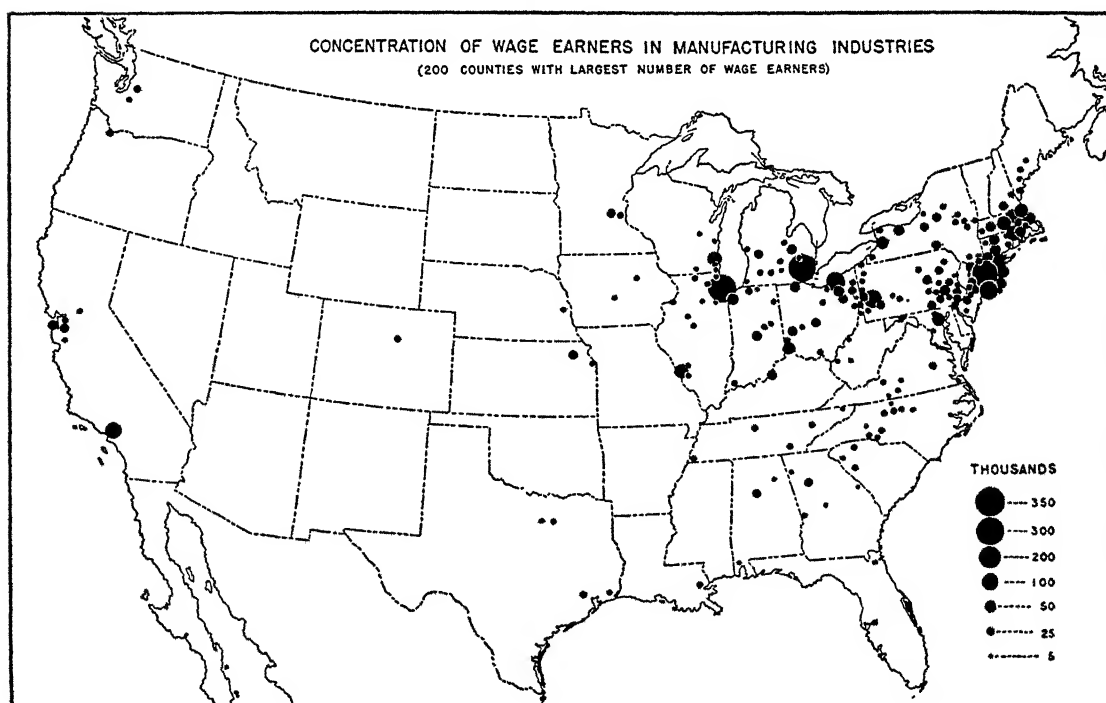 CONCENTRATION OF WAGE EARNERS IN MANUFACTURING INDUSTRIES
(200 COUNTIES WITH LARGEST NUMBER OF WAGE EARNERS)
THOUSANDS
350
300
200
100
50
25
5